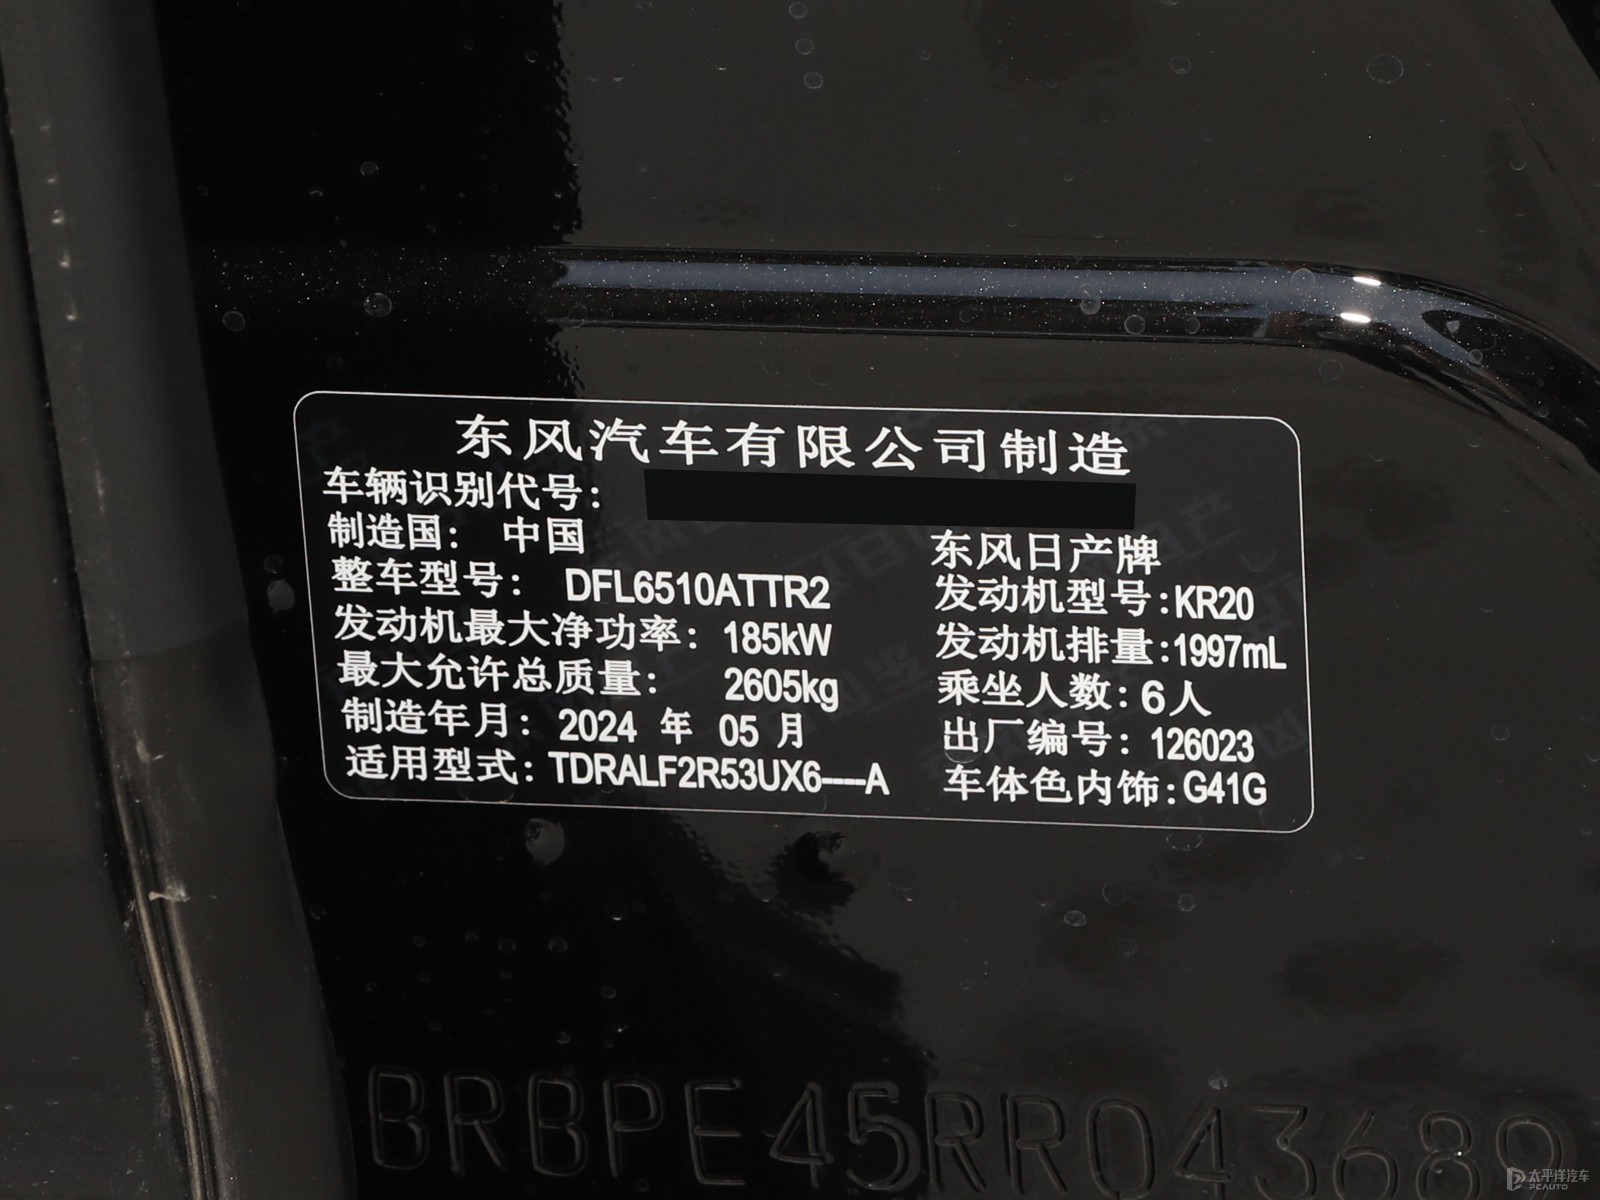 东风汽车有限公司制造
车辆识别代号：
制造国： 中国 东风日产牌
整车型号： DFL6510ATTR2 发动机型号：KR20
发动机最大净功率：185kW 发动机排量：1997mL
最大允许总质量： 2605kg 乘坐人数：6人
制造年月：2024 年 05 月 出厂编号：126023
适用型式：TDRALF2R53UX6----A 车体色内饰：G41G
BRBPE45RR043689
太平洋汽车
PCAUTO